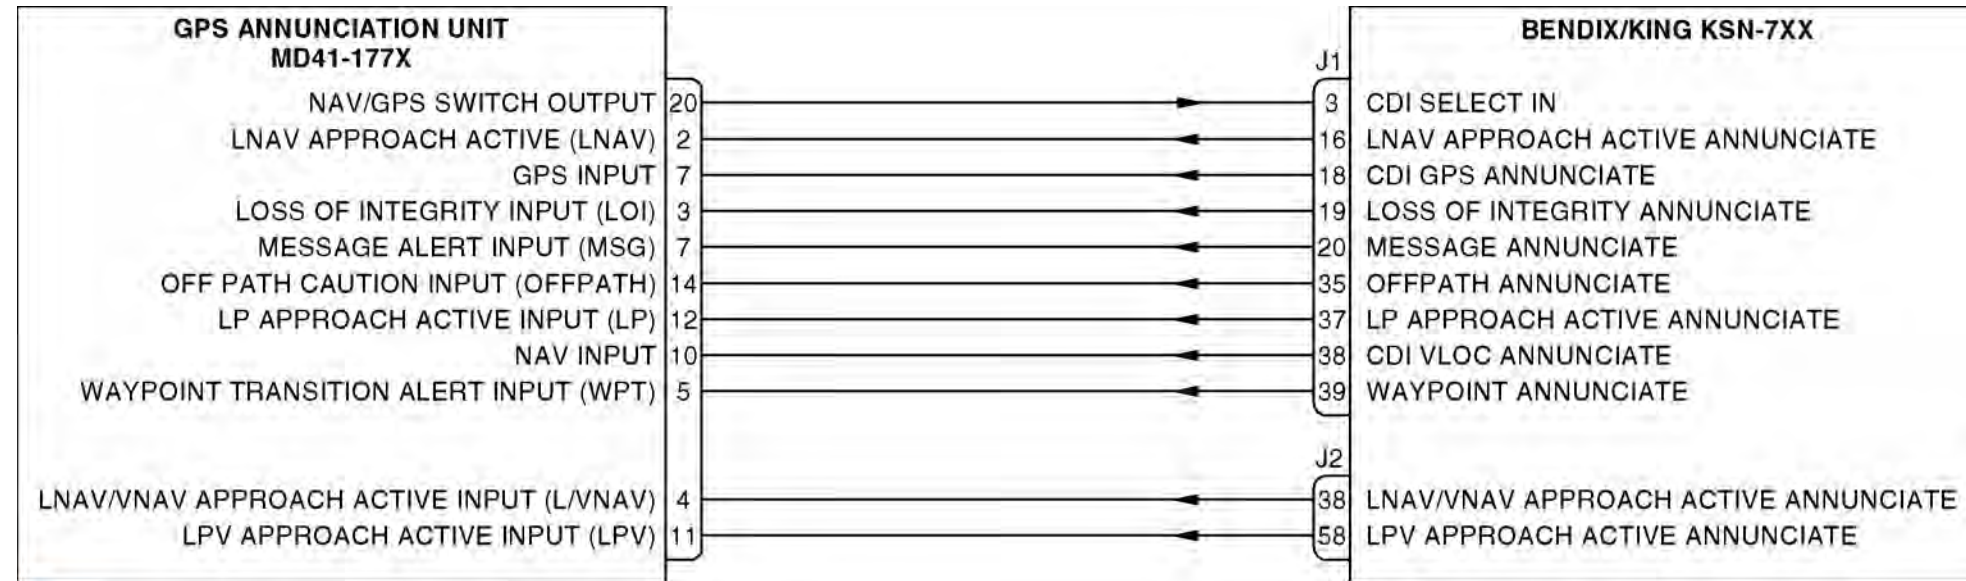 GPS ANNUNCIATION UNIT
MD41-177X
BENDIX/KING KSN-7XX
J1
NAV/GPS SWITCH OUTPUT 20 3 CDI SELECT IN
LNAV APPROACH ACTIVE (LNAV) 2 16 LNAV APPROACH ACTIVE ANNUNCIATE
GPS INPUT 7 18 CDI GPS ANNUNCIATE
LOSS OF INTEGRITY INPUT (LOI) 3 19 LOSS OF INTEGRITY ANNUNCIATE
MESSAGE ALERT INPUT (MSG) 7 20 MESSAGE ANNUNCIATE
OFF PATH CAUTION INPUT (OFFPATH) 14 35 OFFPATH ANNUNCIATE
LP APPROACH ACTIVE INPUT (LP) 12 37 LP APPROACH ACTIVE ANNUNCIATE
NAV INPUT 10 38 CDI VLOC ANNUNCIATE
WAYPOINT TRANSITION ALERT INPUT (WPT) 5 39 WAYPOINT ANNUNCIATE
J2
LNAV/VNAV APPROACH ACTIVE INPUT (L/VNAV) 4 38 LNAV/VNAV APPROACH ACTIVE ANNUNCIATE
LPV APPROACH ACTIVE INPUT (LPV) 11 58 LPV APPROACH ACTIVE ANNUNCIATE